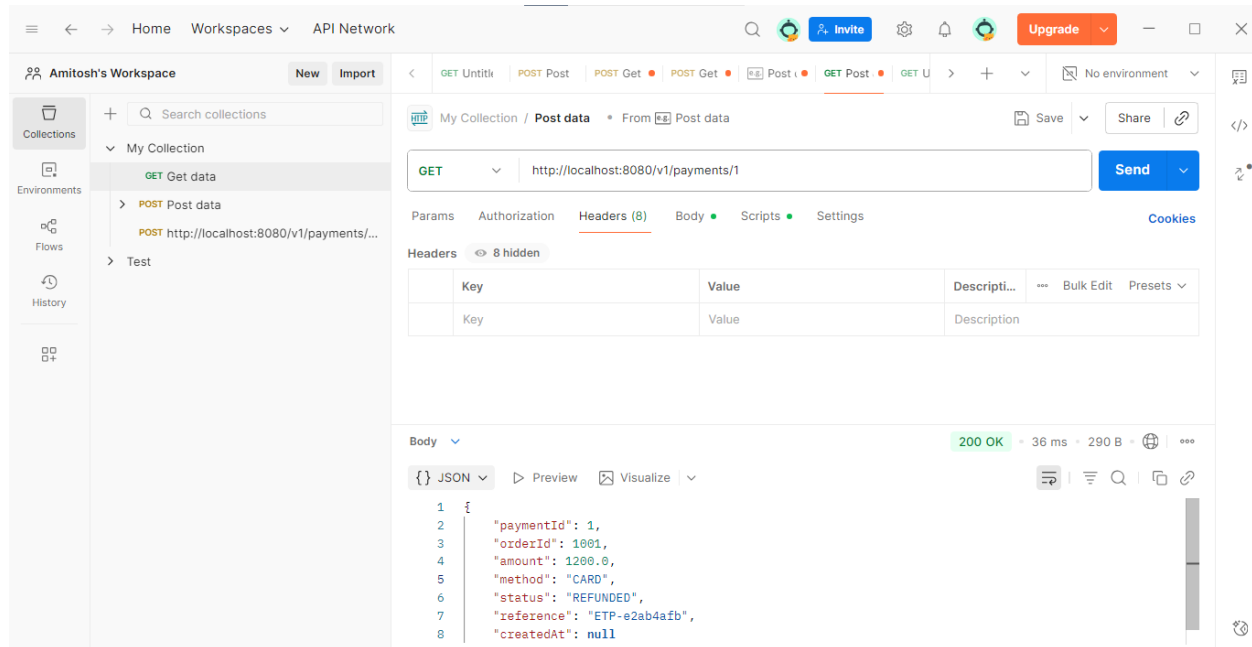 Home Workspaces API Network Invite Upgrade
Amitosh's Workspace New Import
GET Untitle POST Post POST Get POST Get e.g. Post GET Post GET U No environment
Collections
Environments
Flows
History
Search collections
My Collection
GET Get data
POST Post data
POST http://localhost:8080/v1/payments/...
Test
HTTP My Collection / Post data From e.g. Post data Save Share
GET http://localhost:8080/v1/payments/1 Send
Params Authorization Headers (8) Body Scripts Settings Cookies
Headers 8 hidden
Key Value Descripti... Bulk Edit Presets
Key Value Description
Body 200 OK 36 ms 290 B
{} JSON Preview Visualize
1 {
2 "paymentId": 1,
3 "orderId": 1001,
4 "amount": 1200.0,
5 "method": "CARD",
6 "status": "REFUNDED",
7 "reference": "ETP-e2ab4afb",
8 "createdAt": null